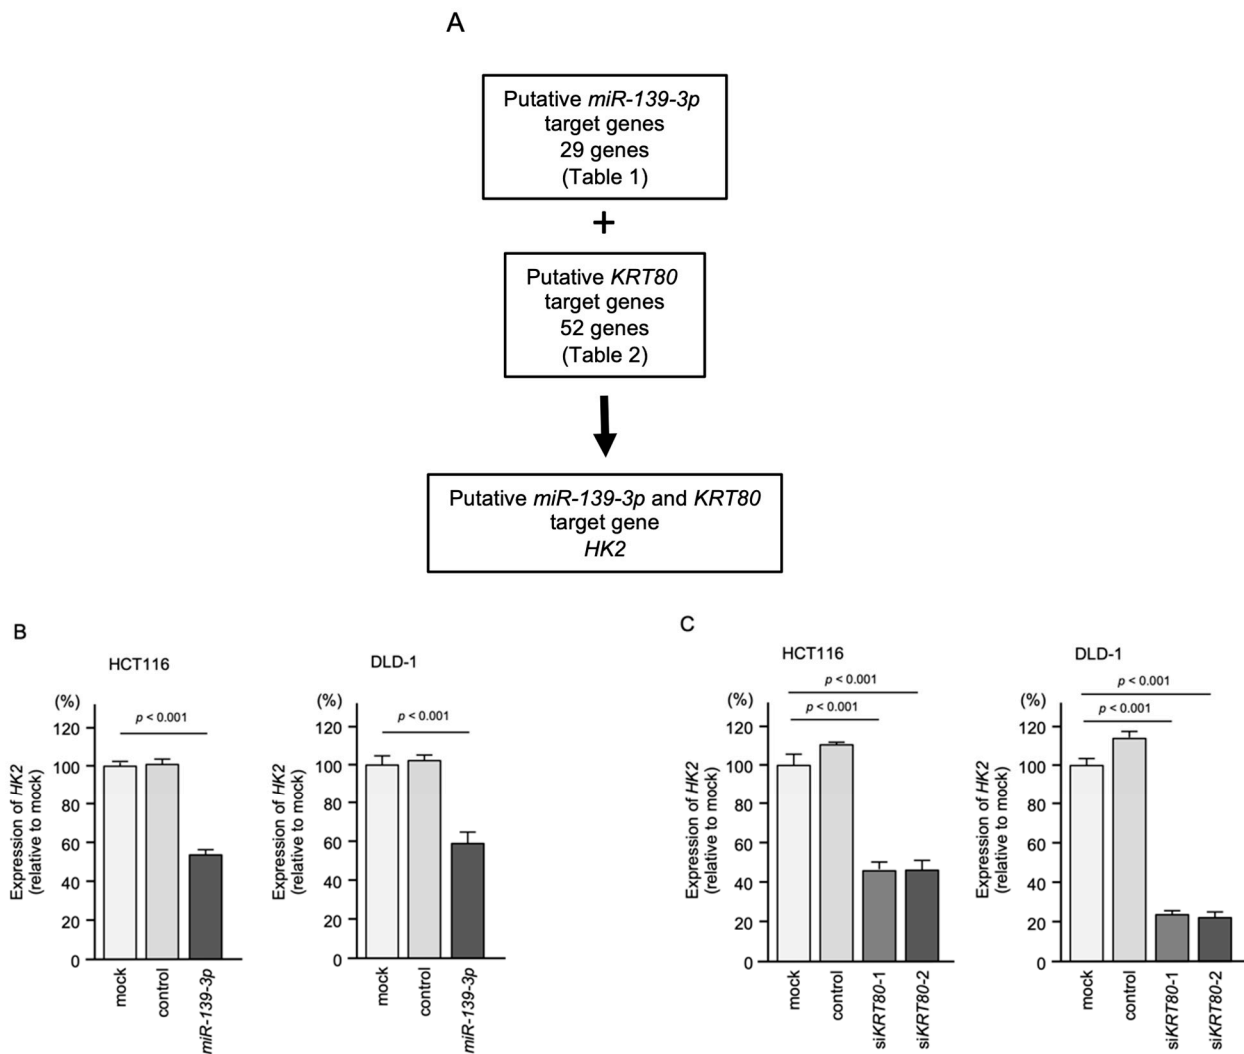 A
Putative miR-139-3p
target genes
29 genes
(Table 1)
+
Putative KRT80
target genes
52 genes
(Table 2)
Putative miR-139-3p and KRT80
target gene
HK2
B
HCT116
(%)
p < 0.001
120
100
80
60
40
20
0
Expression of HK2
(relative to mock)
mock
control
miR-139-3p
DLD-1
(%)
p < 0.001
120
100
80
60
40
20
0
Expression of HK2
(relative to mock)
mock
control
miR-139-3p
C
HCT116
(%)
p < 0.001
p < 0.001
120
100
80
60
40
20
0
Expression of HK2
(relative to mock)
mock
control
siKRT80-1
siKRT80-2
DLD-1
(%)
p < 0.001
p < 0.001
120
100
80
60
40
20
0
Expression of HK2
(relative to mock)
mock
control
siKRT80-1
siKRT80-2